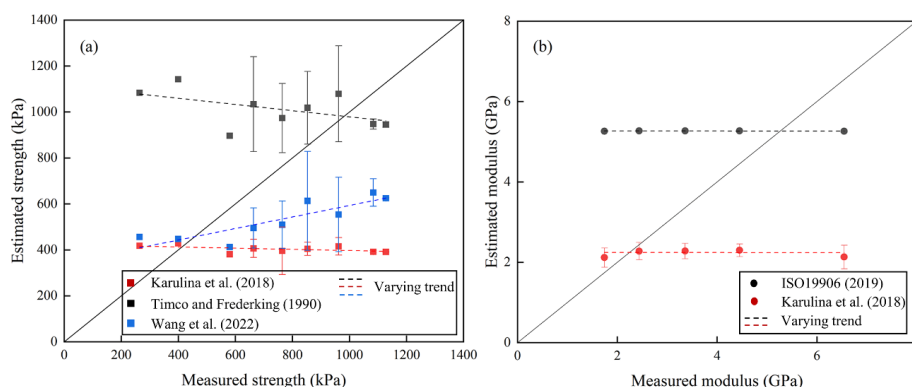 (a)
Estimated strength (kPa)
1400
1200
1000
800
600
400
200
0
0 200 400 600 800 1000 1200 1400
Measured strength (kPa)
Karulina et al. (2018)
Timco and Frederking (1990)
Wang et al. (2022)
Varying trend
(b)
Estimated modulus (GPa)
8
6
4
2
0
0 2 4 6 8
Measured modulus (GPa)
ISO19906 (2019)
Karulina et al. (2018)
Varying trend